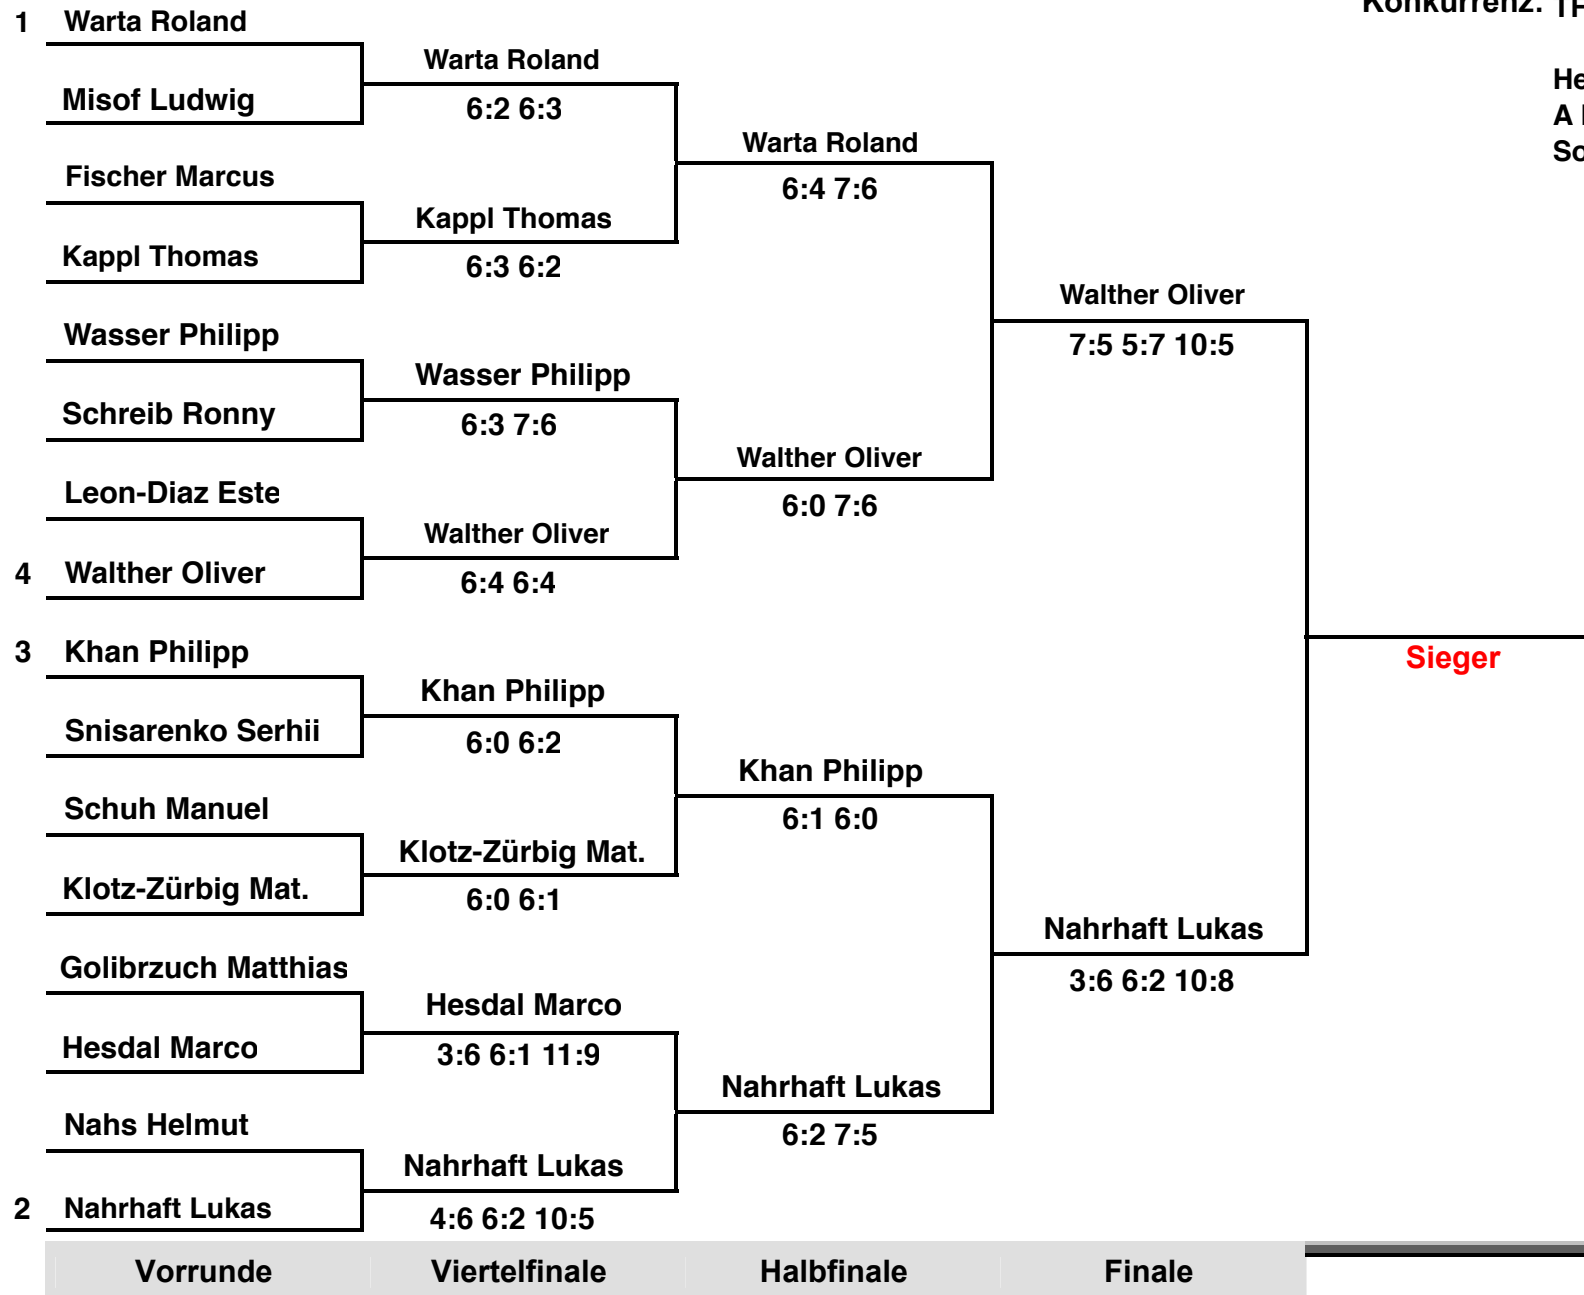 Konkurrenz:
1 Warta Roland
Misof Ludwig
Fischer Marcus
Kappl Thomas
Wasser Philipp
Schreib Ronny
Leon-Diaz Este
4 Walther Oliver
3 Khan Philipp
Snisarenko Serhii
Schuh Manuel
Klotz-Zürbig Mat.
Golibrzuch Matthias
Hesdal Marco
Nahs Helmut
2 Nahrhaft Lukas
Warta Roland
6:2 6:3
Kappl Thomas
6:3 6:2
Wasser Philipp
6:3 7:6
Walther Oliver
6:4 6:4
Khan Philipp
6:0 6:2
Klotz-Zürbig Mat.
6:0 6:1
Hesdal Marco
3:6 6:1 11:9
Nahrhaft Lukas
4:6 6:2 10:5
Warta Roland
6:4 7:6
Walther Oliver
6:0 7:6
Khan Philipp
6:1 6:0
Nahrhaft Lukas
6:2 7:5
Walther Oliver
7:5 5:7 10:5
Nahrhaft Lukas
3:6 6:2 10:8
He
A
So
Sieger
Vorrunde Viertelfinale Halbfinale Finale